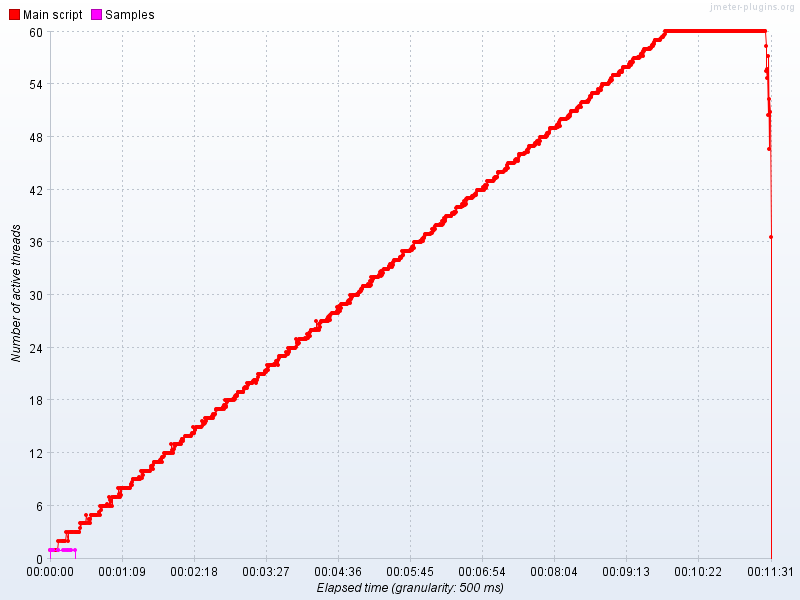 jmeter-plugins.org
Main script Samples
60
54
48
42
36
30
24
18
12
6
0
Number of active threads
00:00:00 00:01:09 00:02:18 00:03:27 00:04:36 00:05:45 00:06:54 00:08:04 00:09:13 00:10:22 00:11:31
Elapsed time (granularity: 500 ms)